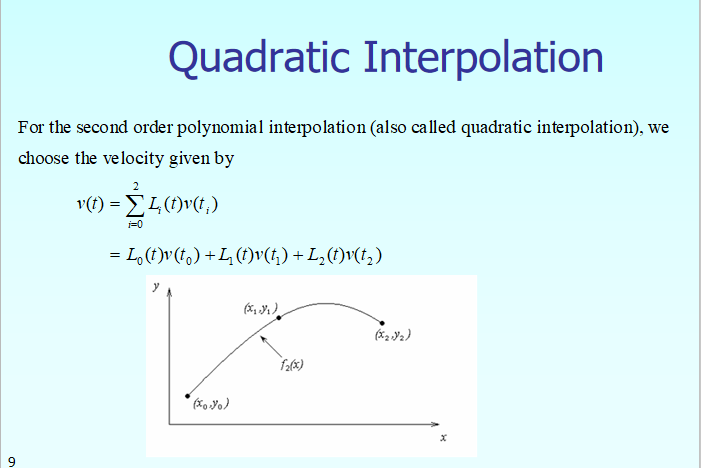 Quadratic Interpolation
For the second order polynomial interpolation (also called quadratic interpolation), we
choose the velocity given by
v(t) = ∑_{i=0}^{2} L_i(t)v(t_i)
= L_0(t)v(t_0) + L_1(t)v(t_1) + L_2(t)v(t_2)
y
(x_1,y_1)
(x_2,y_2)
f_2(x)
(x_0,y_0)
x
9